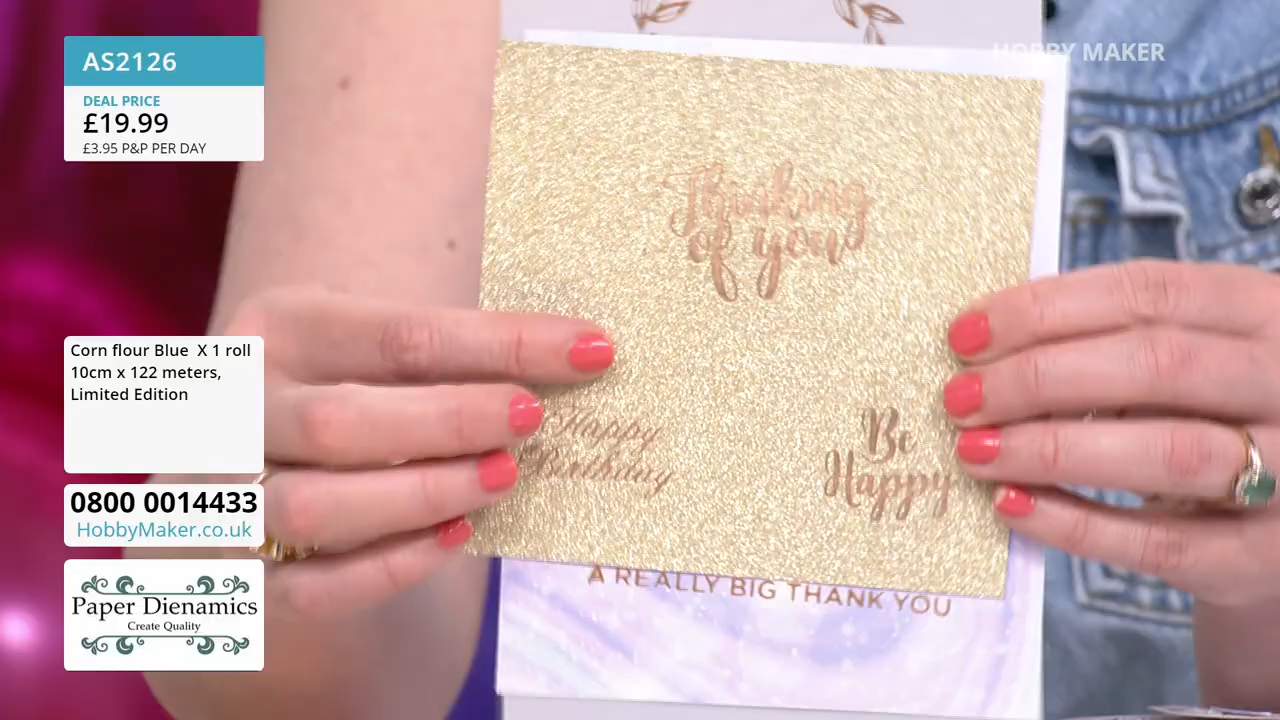 AS2126
DEAL PRICE
£19.99
£3.95 P&P PER DAY
Corn flour Blue X 1 roll
10cm x 122 meters,
Limited Edition
0800 0014433
HobbyMaker.co.uk
Paper Dienamics
Create Quality
HOBBY MAKER
Thinking
of you
Happy
Birthday
Be
Happy
A REALLY BIG THANK YOU